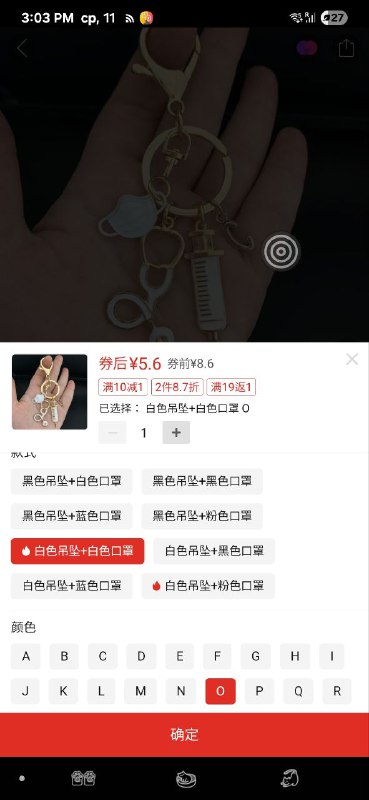 3:03 PM ср, 11 27
券后¥5.6 券前¥8.6
满10减1 2件8.7折 满19返1
已选择： 白色吊坠+白色口罩 O
— 1 +
款式
黑色吊坠+白色口罩 黑色吊坠+黑色口罩
黑色吊坠+蓝色口罩 黑色吊坠+粉色口罩
白色吊坠+白色口罩 白色吊坠+黑色口罩
白色吊坠+蓝色口罩 白色吊坠+粉色口罩
颜色
A B C D E F G H I
J K L M N O P Q R
确定